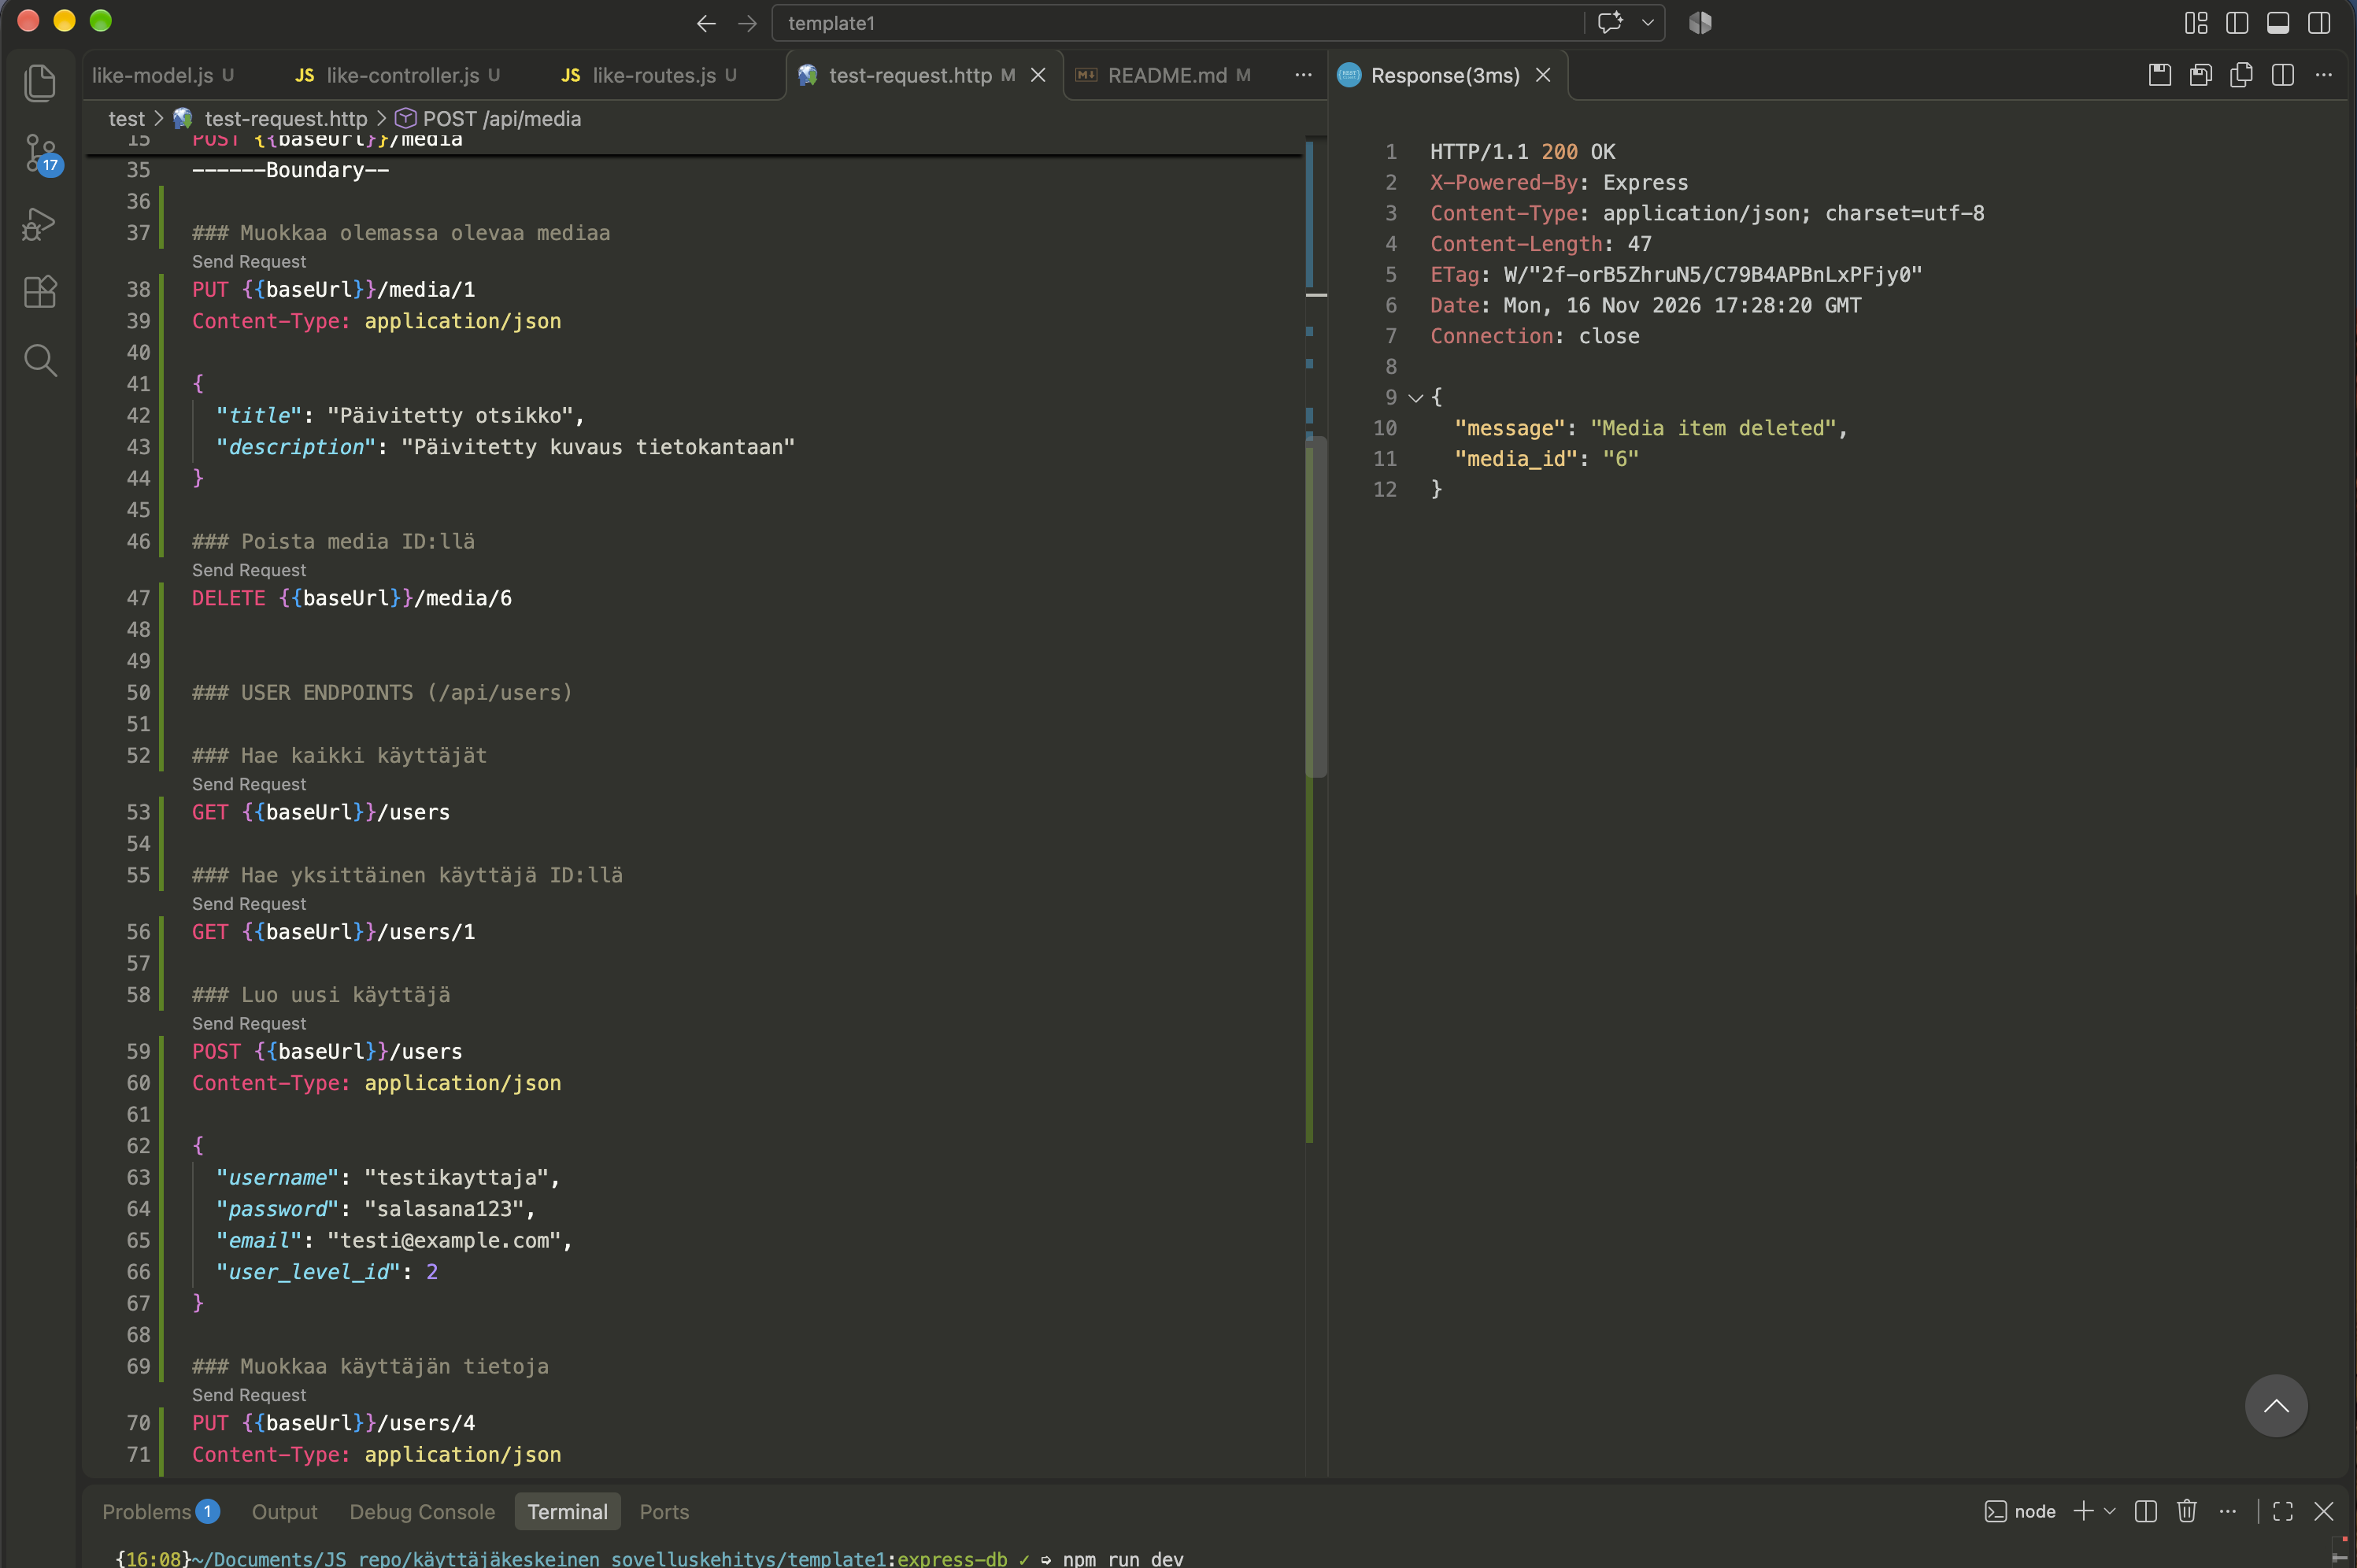 template1
like-model.js U
JS like-controller.js U
JS like-routes.js U
test-request.http M
README.md M
Response(3ms)
test > test-request.http > POST /api/media
17
15 POST {{baseUrl}}/media
35 ------Boundary--
36
37 ### Muokkaa olemassa olevaa mediaa
Send Request
38 PUT {{baseUrl}}/media/1
39 Content-Type: application/json
40
41 {
42 "title": "Päivitetty otsikko",
43 "description": "Päivitetty kuvaus tietokantaan"
44 }
45
46 ### Poista media ID:llä
Send Request
47 DELETE {{baseUrl}}/media/6
48
49
50 ### USER ENDPOINTS (/api/users)
51
52 ### Hae kaikki käyttäjät
Send Request
53 GET {{baseUrl}}/users
54
55 ### Hae yksittäinen käyttäjä ID:llä
Send Request
56 GET {{baseUrl}}/users/1
57
58 ### Luo uusi käyttäjä
Send Request
59 POST {{baseUrl}}/users
60 Content-Type: application/json
61
62 {
63 "username": "testikayttaja",
64 "password": "salasana123",
65 "email": "testi@example.com",
66 "user_level_id": 2
67 }
68
69 ### Muokkaa käyttäjän tietoja
Send Request
70 PUT {{baseUrl}}/users/4
71 Content-Type: application/json
1 HTTP/1.1 200 OK
2 X-Powered-By: Express
3 Content-Type: application/json; charset=utf-8
4 Content-Length: 47
5 ETag: W/"2f-orB5ZhruN5/C79B4APBnLxPFjy0"
6 Date: Mon, 16 Nov 2026 17:28:20 GMT
7 Connection: close
8
9 {
10 "message": "Media item deleted",
11 "media_id": "6"
12 }
Problems 1 Output Debug Console Terminal Ports
node
{16:08}~/Documents/JS repo/käyttäjäkeskeinen sovelluskehitys/template1:express-db ✓ ➭ npm run dev